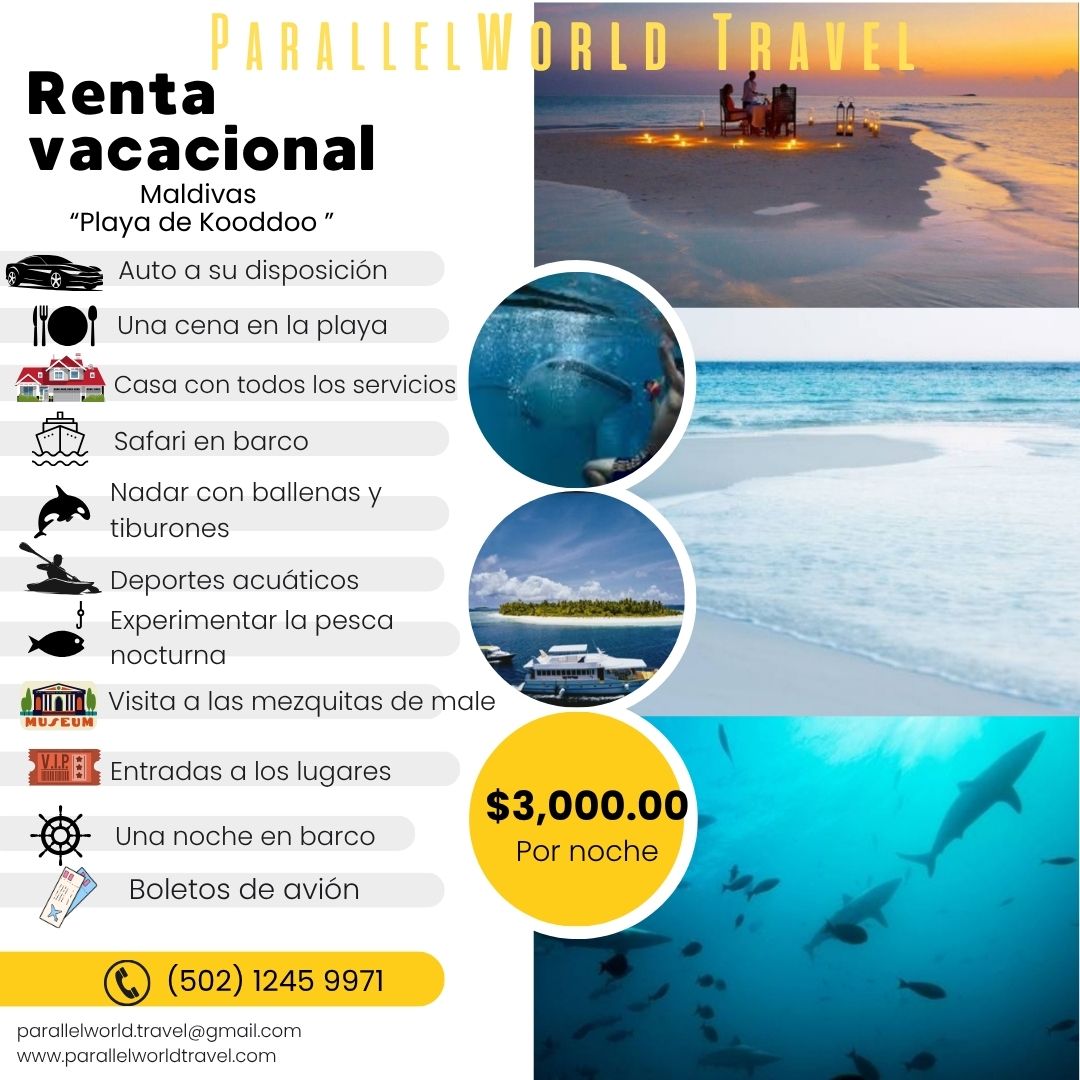 ParallelWorld Travel
Renta
vacacional
Maldivas
“Playa de Kooddoo ”
Auto a su disposición
Una cena en la playa
Casa con todos los servicios
Safari en barco
Nadar con ballenas y
tiburones
Deportes acuáticos
Experimentar la pesca
nocturna
MUSEUM
Visita a las mezquitas de male
V.I.P
Entradas a los lugares
Una noche en barco
Boletos de avión
$3,000.00
Por noche
(502) 1245 9971
parallelworld.travel@gmail.com
www.parallelworldtravel.com